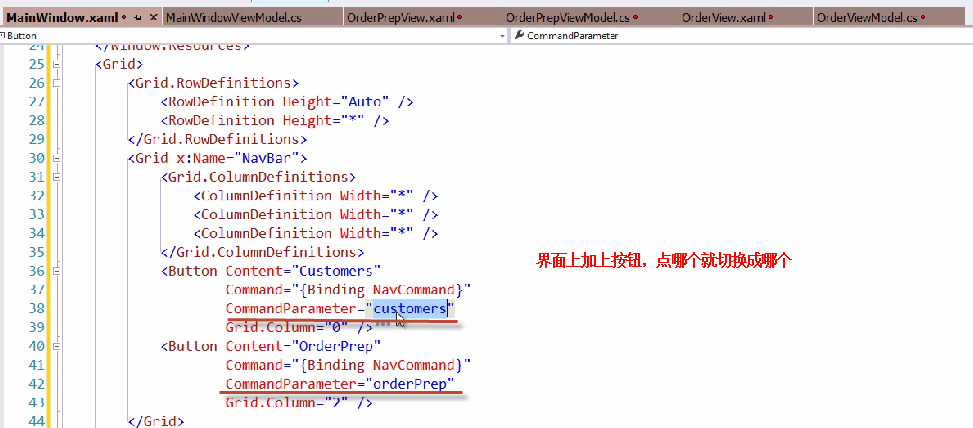 MainWindow.xaml MainWindowViewModel.cs OrderPrepView.xaml OrderPrepViewModel.cs OrderView.xaml OrderViewModel.cs
Button CommandParameter
24 </Window.Resources>
25 <Grid>
26 <Grid.RowDefinitions>
27 <RowDefinition Height="Auto" />
28 <RowDefinition Height="*" />
29 </Grid.RowDefinitions>
30 <Grid x:Name="NavBar">
31 <Grid.ColumnDefinitions>
32 <ColumnDefinition Width="*" />
33 <ColumnDefinition Width="*" />
34 <ColumnDefinition Width="*" />
35 </Grid.ColumnDefinitions>
36 <Button Content="Customers"
界面上加上按钮，点哪个就切换成哪个
37 Command="{Binding NavCommand}"
38 CommandParameter="customers"
39 Grid.Column="0" />
40 <Button Content="OrderPrep"
41 Command="{Binding NavCommand}"
42 CommandParameter="orderPrep"
43 Grid.Column="2" />
44 </Grid>